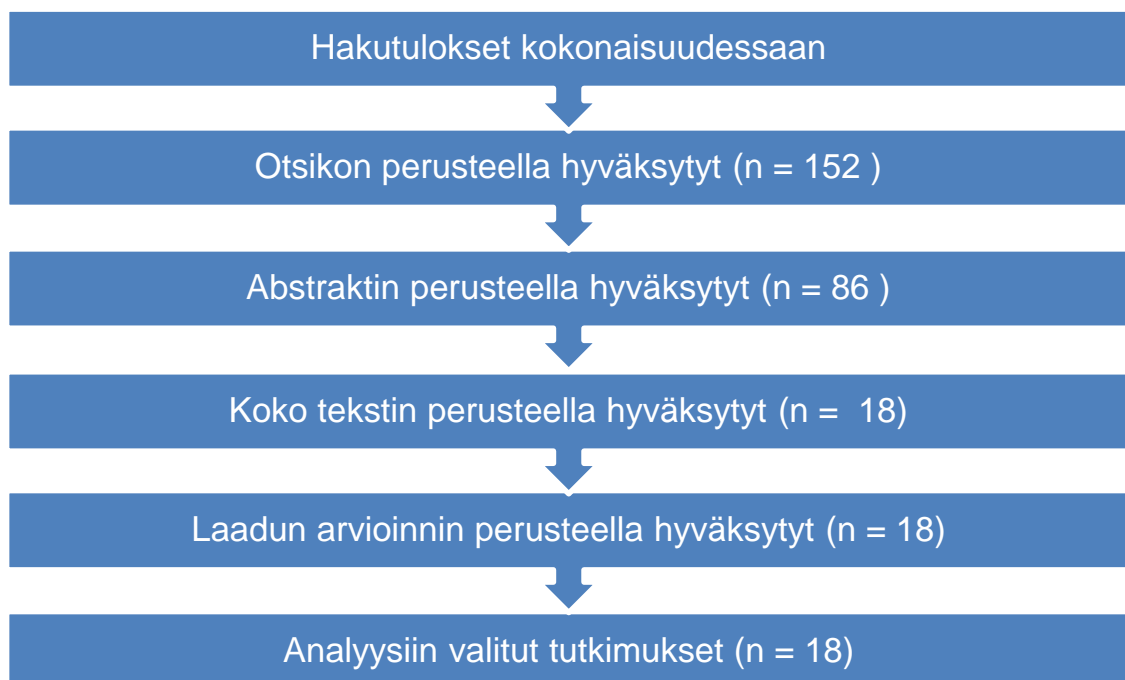 Hakutulokset kokonaisuudessaan
Otsikon perusteella hyväksytyt (n = 152 )
Abstraktin perusteella hyväksytyt (n = 86 )
Koko tekstin perusteella hyväksytyt (n =  18)
Laadun arvioinnin perusteella hyväksytyt (n = 18)
Analyysiin valitut tutkimukset (n = 18)